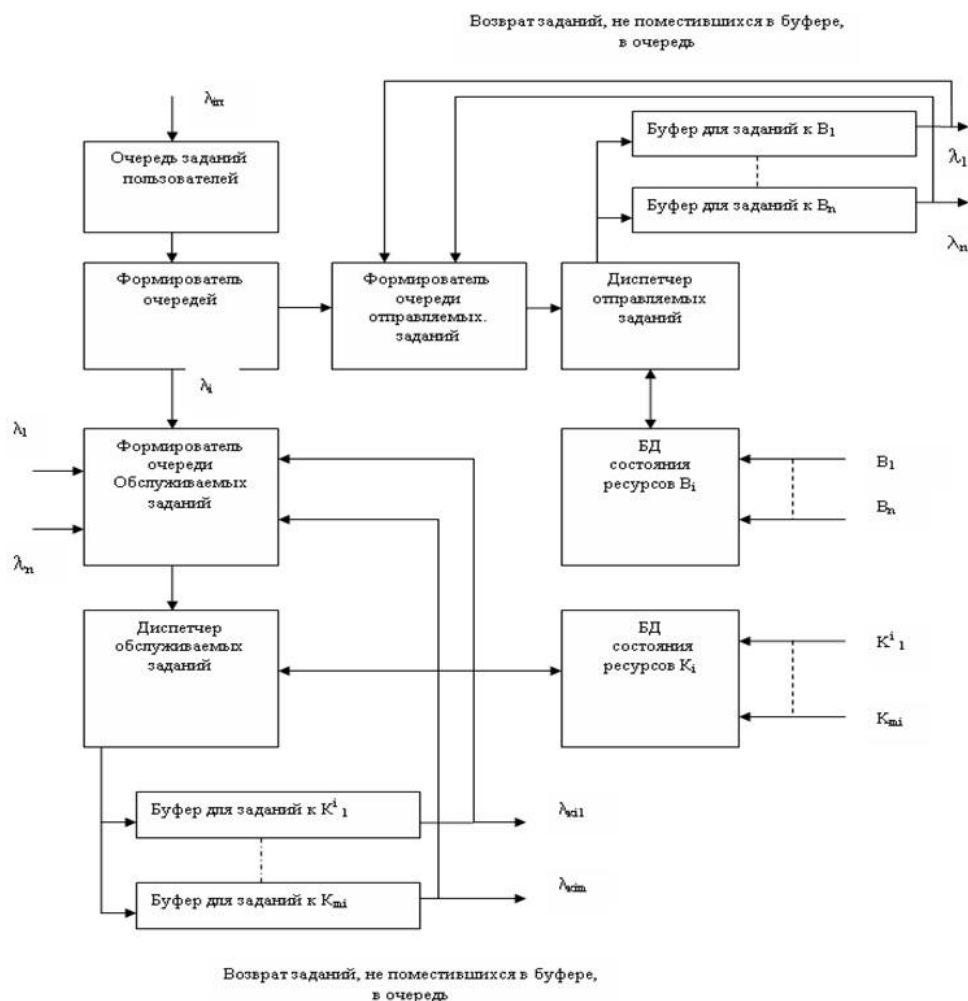 Возврат заданий, не поместившихся в буфере,
в очередь
λ
Очередь заданий
пользователей
Буфер для заданий к B₁
λ₁
Буфер для заданий к Bₙ
λₙ
Формирователь
очередей
Формирователь
очереди
отправляемых.
заданий
Диспетчер
отправляемых
заданий
λᵢ
λ₁
Формирователь
очереди
Обслуживаемых
заданий
λₙ
БД
состояния
ресурсов Bᵢ
B₁
Bₙ
Диспетчер
обслуживаемых
заданий
БД
состояния
ресурсов Kᵢ
Kⁱ₁
Kₘᵢ
Буфер для заданий к Kⁱ₁
λ
Буфер для заданий к Kₘᵢ
λ
Возврат заданий, не поместившихся в буфере,
в очередь